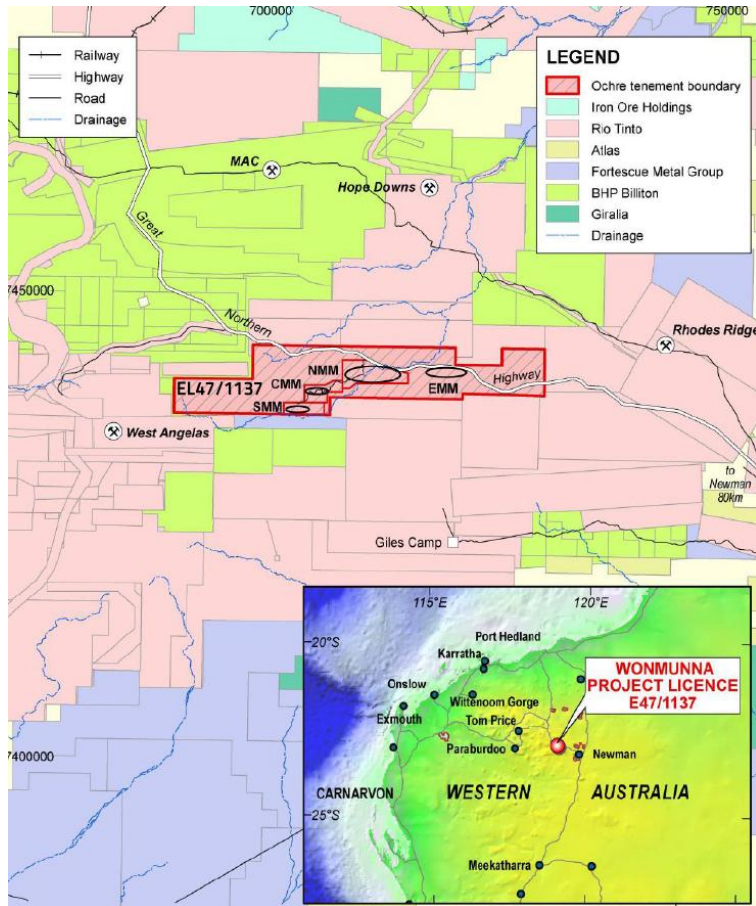 700000
750000
Railway
Highway
Road
Drainage
LEGEND
Ochre tenement boundary
Iron Ore Holdings
Rio Tinto
Atlas
Fortescue Metal Group
BHP Billiton
Giralia
Drainage
MAC
Hope Downs
Great
Northern
Highway
7450000
Rhodes Ridge
NMM
CMM
EMM
EL47/1137
SMM
West Angelas
to
Newman
80km
Giles Camp
7400000
115°E
120°E
20°S
Port Hedland
Karratha
WONMUNNA
PROJECT LICENCE
E47/1137
Onslow
Wittenoom Gorge
Exmouth
Tom Price
Paraburdoo
Newman
CARNARVON
WESTERN
AUSTRALIA
25°S
Meekatharra